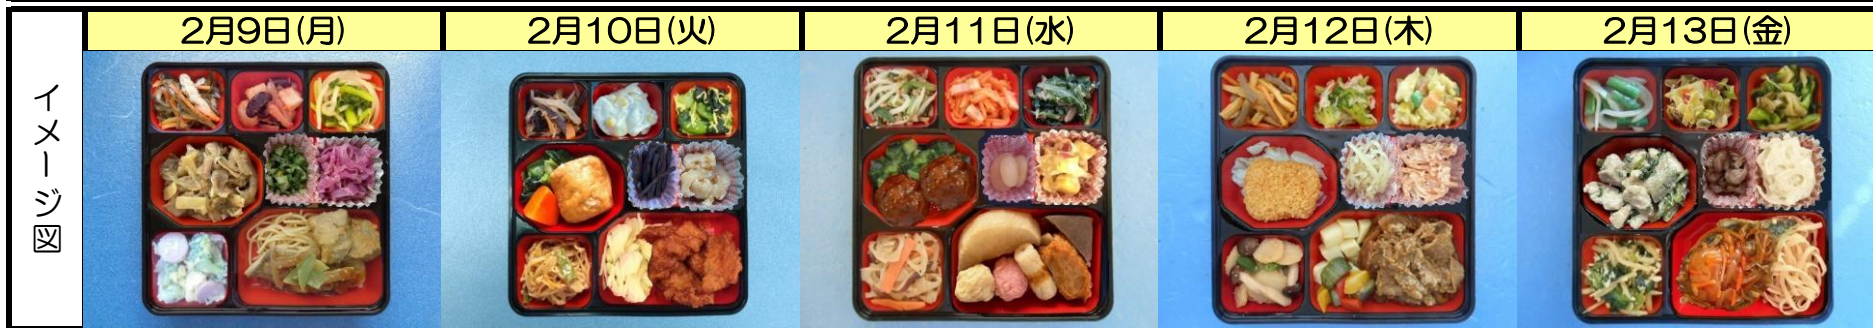 2月9日(月)
2月10日(火)
2月11日(水)
2月12日(木)
2月13日(金)
イメージ図